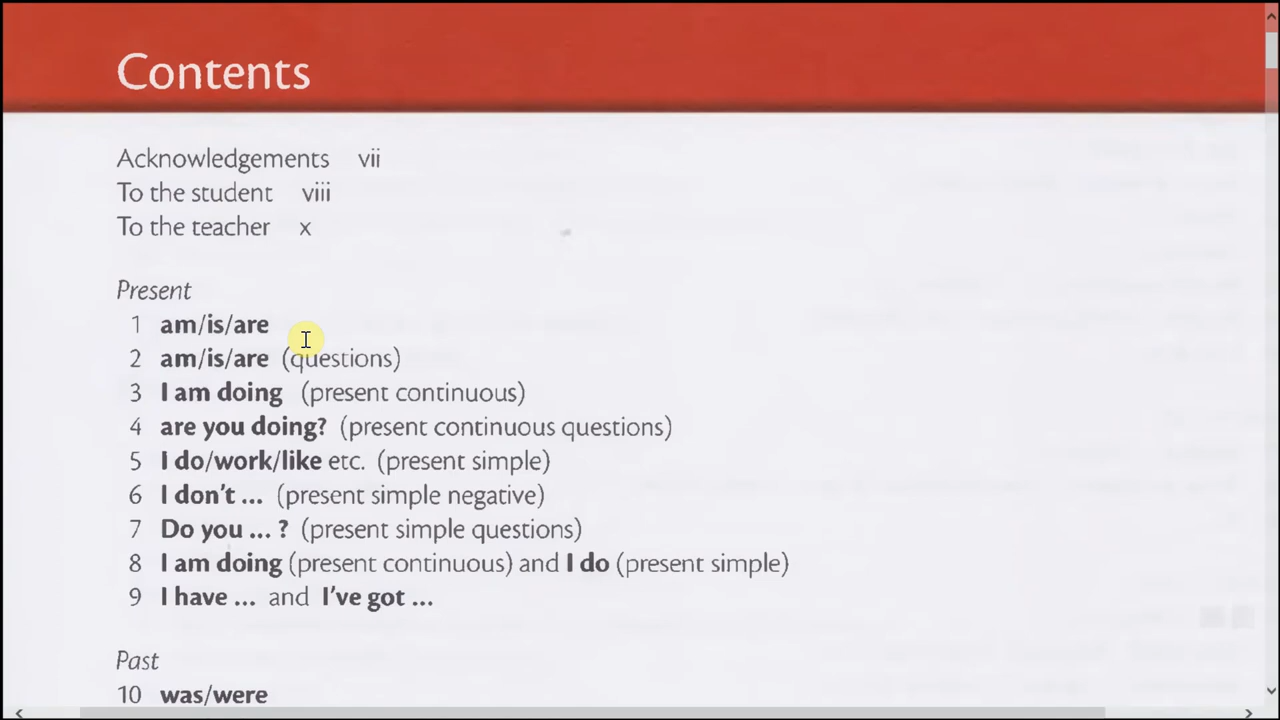 Contents
Acknowledgements vii
To the student viii
To the teacher x
Present
1 am/is/are
2 am/is/are (questions)
3 I am doing (present continuous)
4 are you doing? (present continuous questions)
5 I do/work/like etc. (present simple)
6 I don't ... (present simple negative)
7 Do you ... ? (present simple questions)
8 I am doing (present continuous) and I do (present simple)
9 I have ... and I've got ...
Past
10 was/were